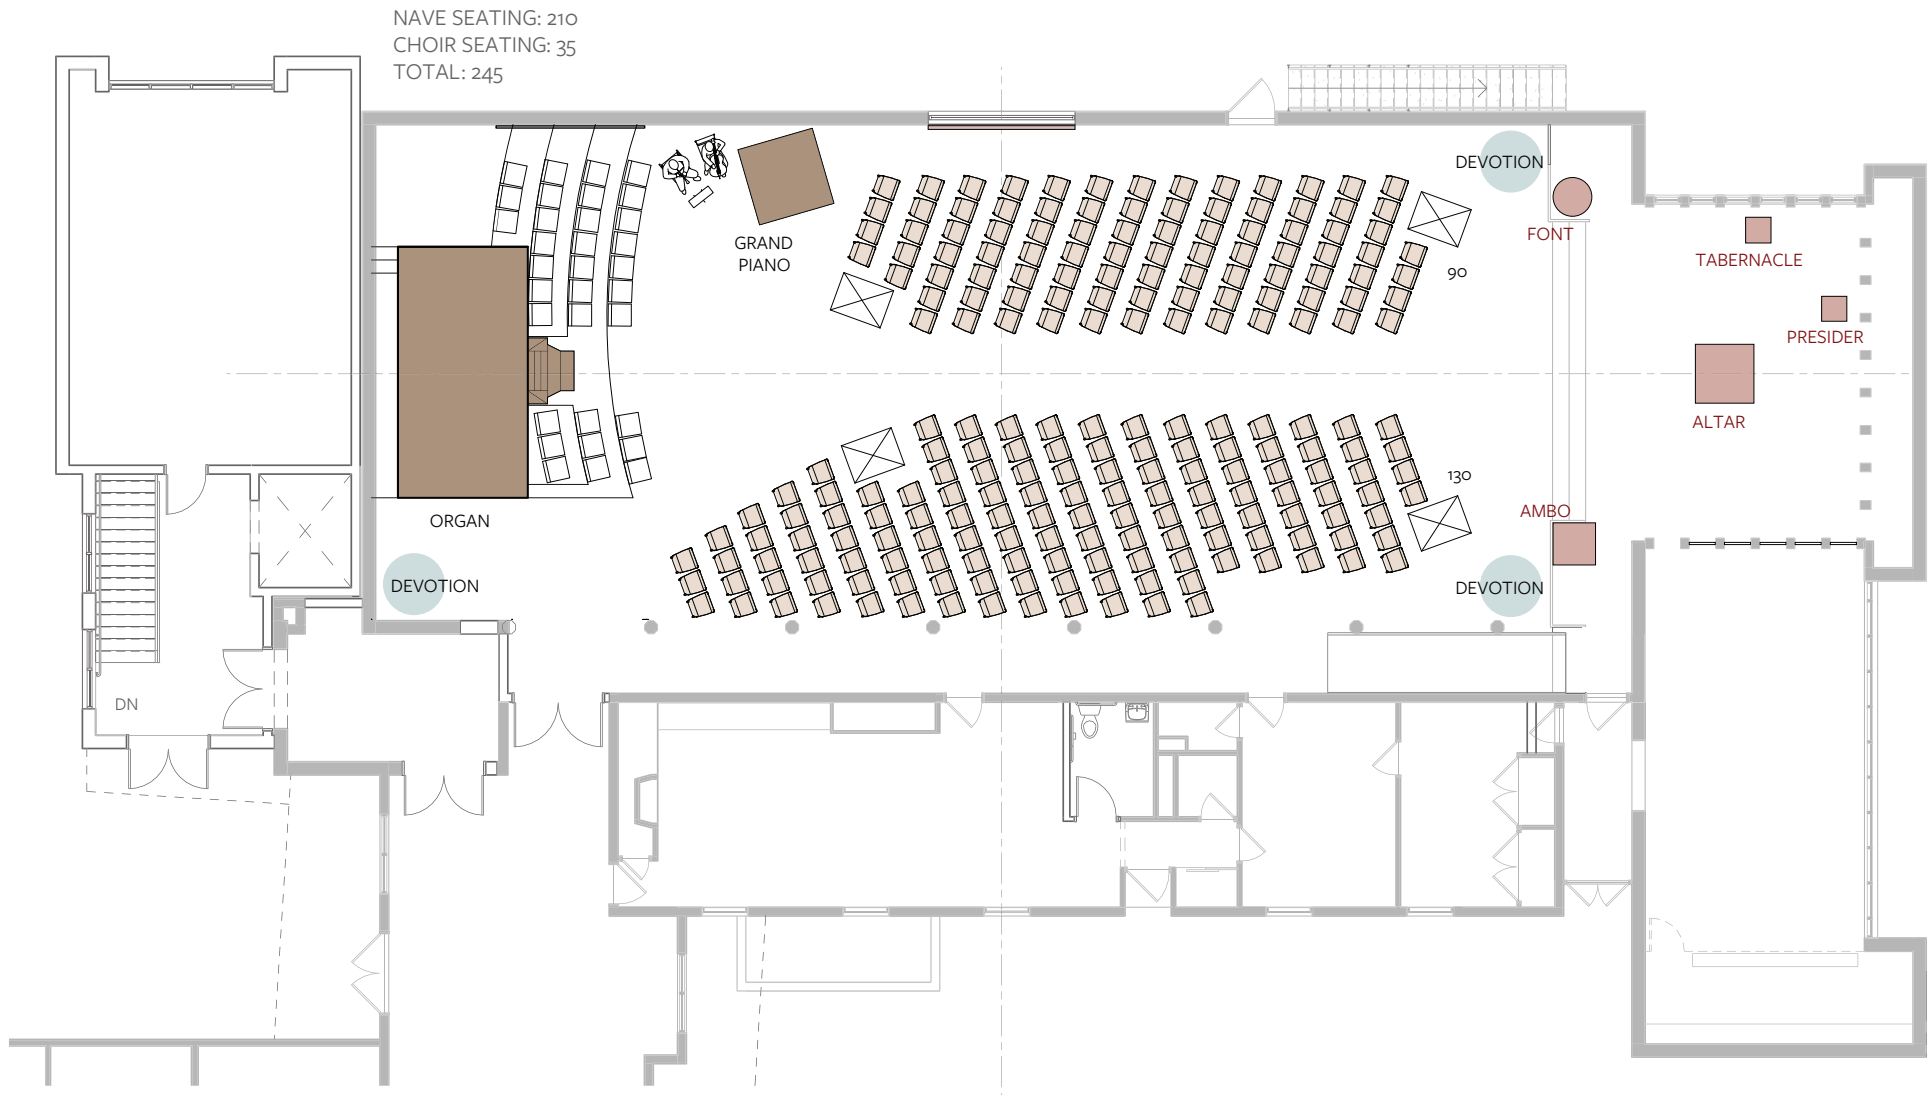 NAVE SEATING: 210
CHOIR SEATING: 35
TOTAL: 245
DEVOTION
FONT
GRAND
PIANO
TABERNACLE
90
PRESIDER
ALTAR
130
AMBO
ORGAN
DEVOTION
DEVOTION
DN